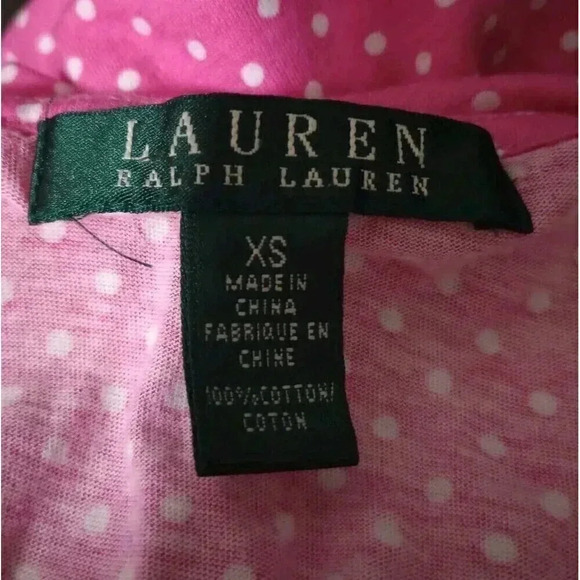 LAUREN
RALPH LAUREN
XS
MADE IN
CHINA
FABRIQUE EN
CHINE
100%COTTON/
COTON